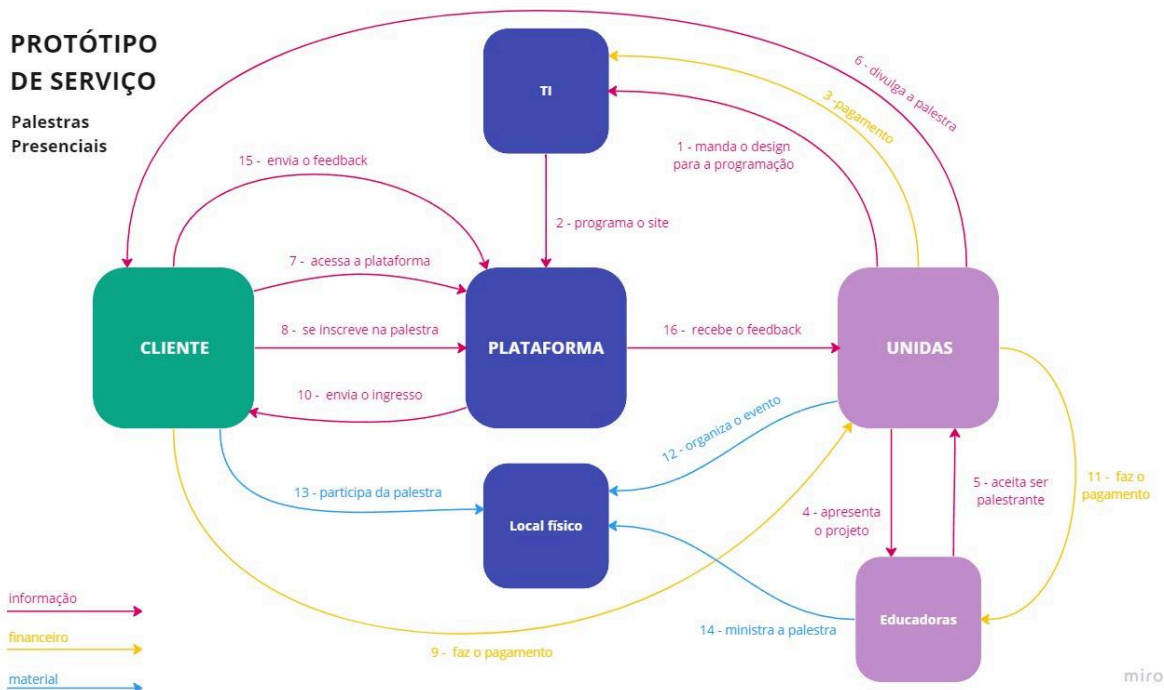 PROTÓTIPO
DE SERVIÇO
Palestras
Presenciais
TI
6 - divulga a palestra
3 -pagamento
1 - manda o design
para a programação
15 - envia o feedback
2 - programa o site
7 - acessa a plataforma
CLIENTE
8 - se inscreve na palestra
PLATAFORMA
16 - recebe o feedback
UNIDAS
10 - envia o ingresso
12 - organiza o evento
13 - participa da palestra
Local físico
4 - apresenta
o projeto
5 - aceita ser
palestrante
11 - faz o
pagamento
Educadoras
14 - ministra a palestra
9 - faz o pagamento
informação
financeiro
material
miro